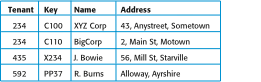 Tenant Key Name Address
234 C100 XYZ Corp 43, Anystreet, Sometown
234 C110 BigCorp 2, Main St, Motown
435 X234 J. Bowie 56, Mill St, Starville
592 PP37 R. Burns Alloway, Ayrshire